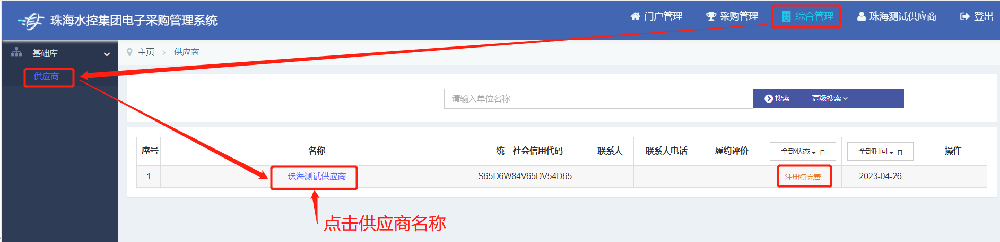 珠海水控集团电子采购管理系统
门户管理
采购管理
综合管理
珠海测试供应商
登出
基础库
主页 > 供应商
供应商
请输入单位名称...
搜索
高级搜索
序号 名称 统一社会信用代码 联系人 联系人电话 履约评价 全部状态 全部时间 操作
1 珠海测试供应商 S65D6W84V65DV54D65... 注册待完善 2023-04-26
点击供应商名称